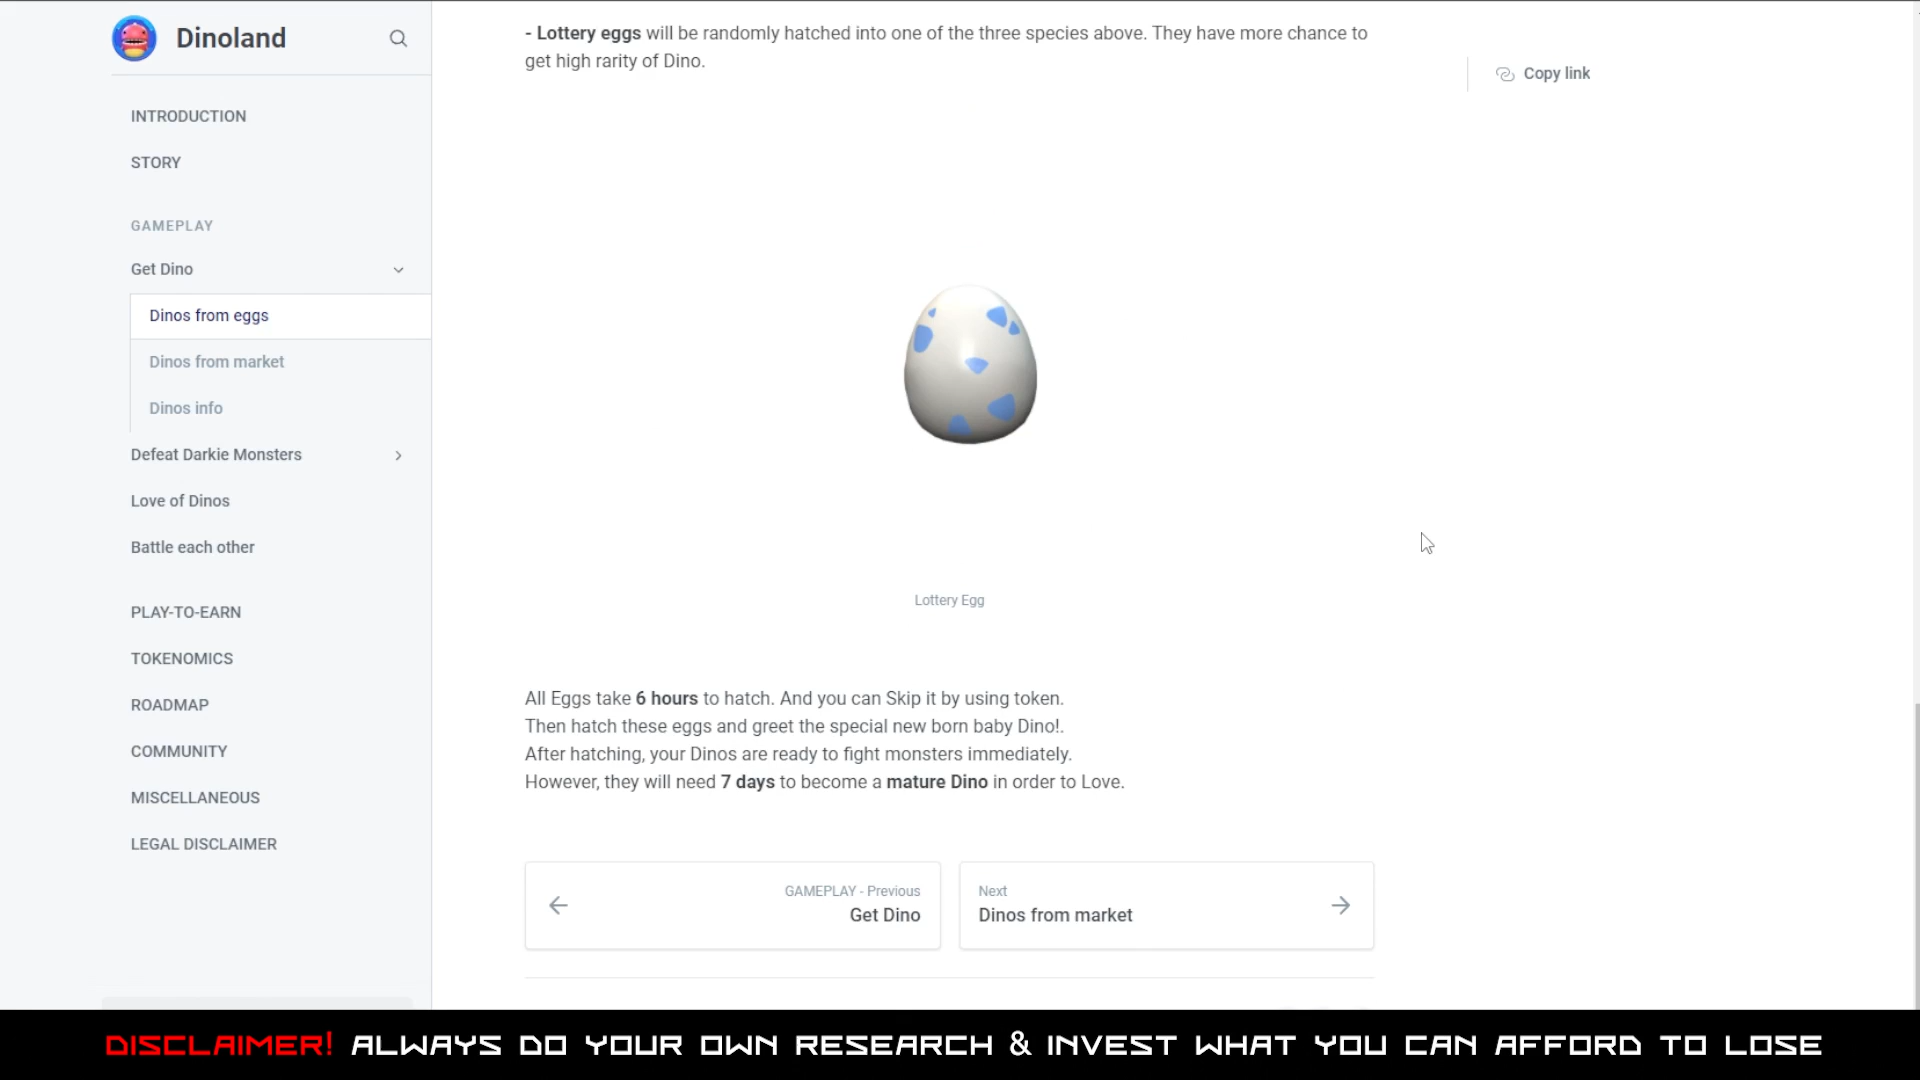 Dinoland
INTRODUCTION
STORY
GAMEPLAY
Get Dino
Dinos from eggs
Dinos from market
Dinos info
Defeat Darkie Monsters
Love of Dinos
Battle each other
PLAY-TO-EARN
TOKENOMICS
ROADMAP
COMMUNITY
MISCELLANEOUS
LEGAL DISCLAIMER
- Lottery eggs will be randomly hatched into one of the three species above. They have more chance to
get high rarity of Dino.
Copy link
Lottery Egg
All Eggs take 6 hours to hatch. And you can Skip it by using token.
Then hatch these eggs and greet the special new born baby Dino!.
After hatching, your Dinos are ready to fight monsters immediately.
However, they will need 7 days to become a mature Dino in order to Love.
GAMEPLAY - Previous
Get Dino
Next
Dinos from market
DISCLAIMER! ALWAYS DO YOUR OWN RESEARCH & INVEST WHAT YOU CAN AFFORD TO LOSE